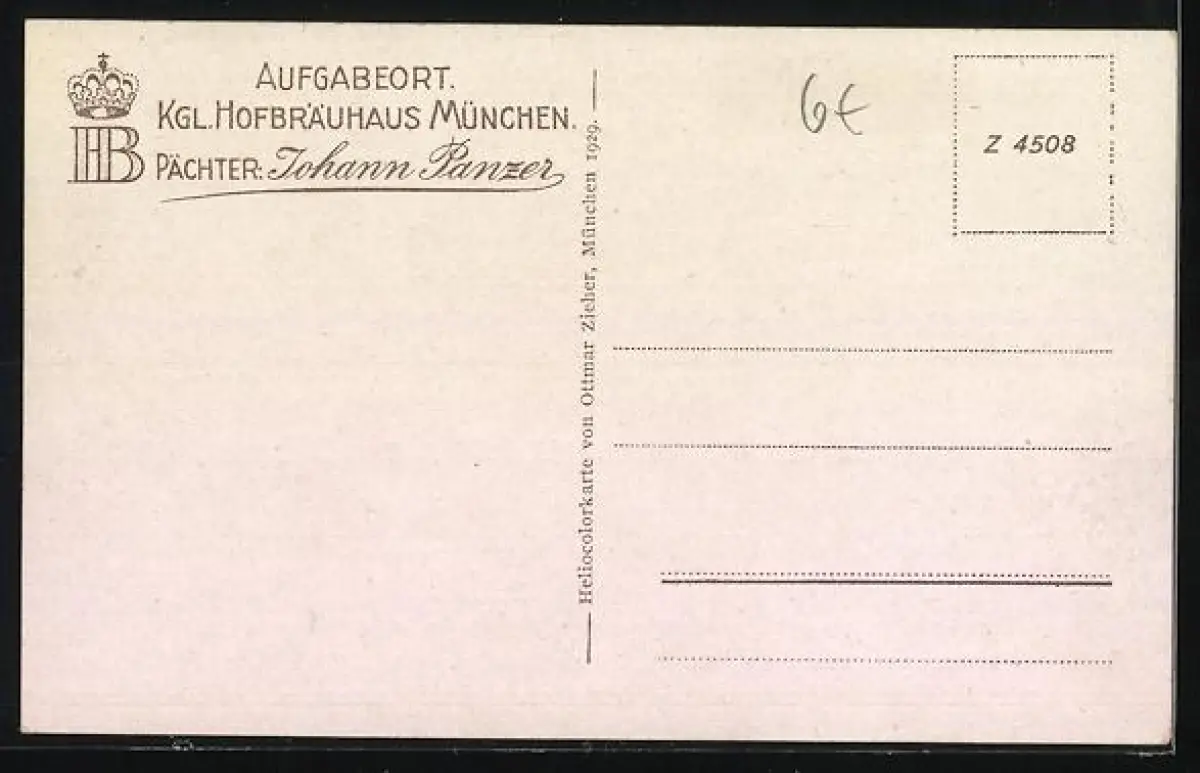 AUFGABEORT.
KGL. HOFBRÄUHAUS MÜNCHEN.
HB
PÄCHTER: Johann Panzer
Heliocolorkarte von Ottmar Zieher, München 1929.
6€
Z 4508